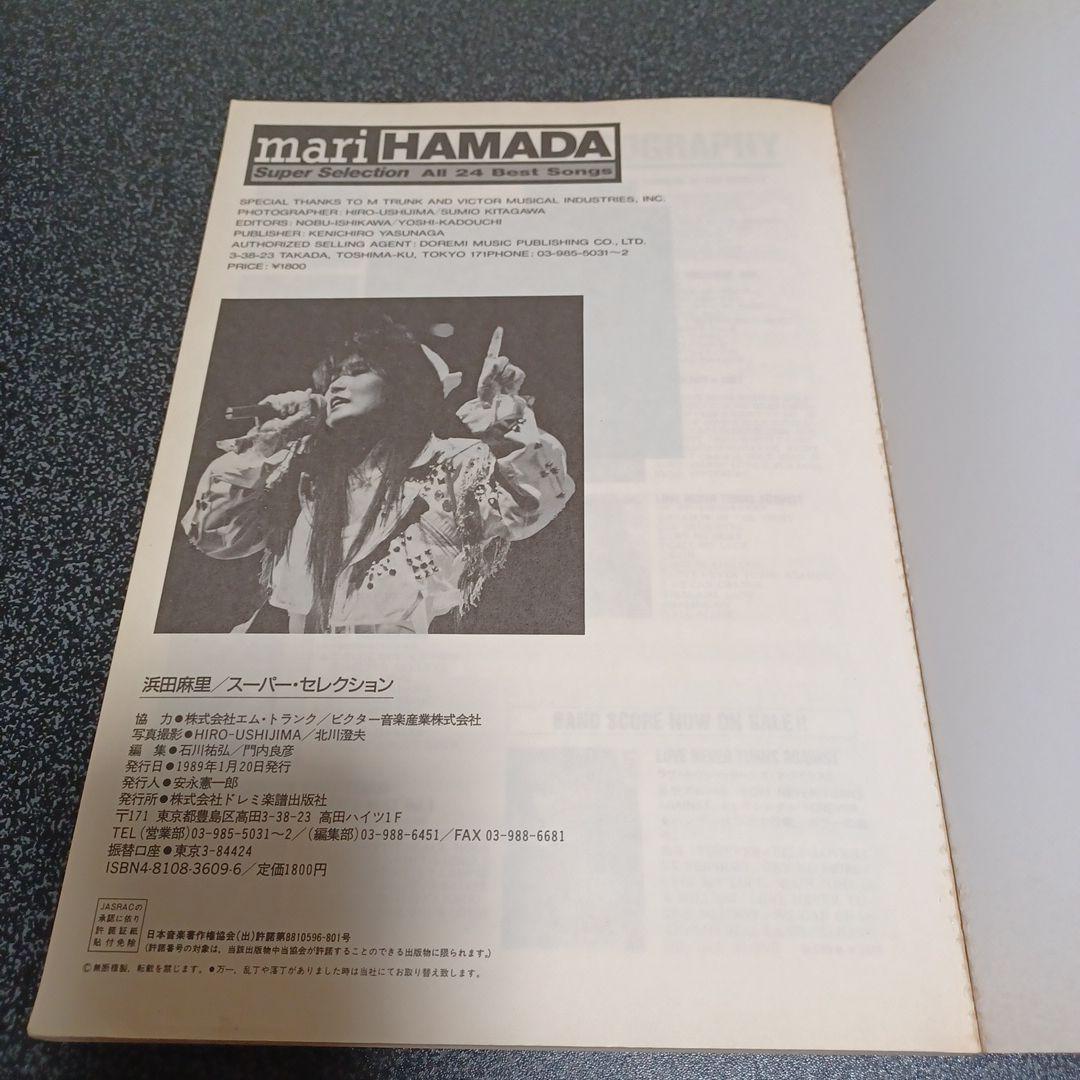 mari HAMADA
Super Selection All 24 Best Songs
SPECIAL THANKS TO M TRUNK AND VICTOR MUSICAL INDUSTRIES, INC.
PHOTOGRAPHER: HIRO-USHIJIMA/SUMIO KITAGAWA
EDITORS: NOBU-ISHIKAWA/YOSHI-KADOUCHI
PUBLISHER: KENICHIRO YASUNAGA
AUTHORIZED SELLING AGENT: DOREMI MUSIC PUBLISHING CO., LTD.
3-38-23 TAKADA, TOSHIMA-KU, TOKYO 171PHONE: 03-985-5031〜2
PRICE: ¥1800
浜田麻里/スーパー・セレクション
協 力●株式会社エム・トランク/ビクター音楽産業株式会社
写真撮影●HIRO-USHIJIMA/北川澄夫
編 集●石川祐弘/門内良彦
発行日●1989年1月20日発行
発行人●安永憲一郎
発行所●株式会社ドレミ楽譜出版社
〒171 東京都豊島区高田3-38-23 高田ハイツ1F
TEL(営業部)03-985-5031〜2/(編集部)03-988-6451/FAX 03-988-6681
振替口座●東京3-84424
ISBN4-8108-3609-6/定価1800円
JASRACの
承認に依り
許諾証紙
貼付免除
日本音楽著作権協会(出)許諾第8810596-801号
(許諾番号の対象は、当該出版物中当協会が許諾することのできる出版物に限られます。)
©無断複製、転載を禁じます。●万一、乱丁や落丁がありました時は当社にてお取り替え致します。